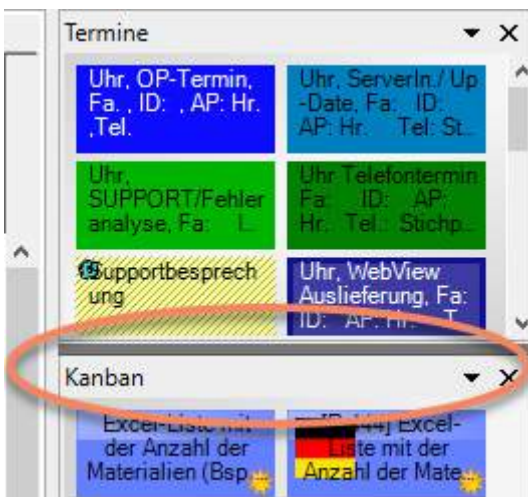 Termine
Uhr, OP-Termin,
Fa. , ID: , AP: Hr.
,Tel.
Uhr, ServerIn./ Up
-Date, Fa: ID:
AP: Hr. Tel: St...
Uhr,
SUPPORT/Fehler
analyse, Fa: I...
Uhr Telefontermin
Fa: ID: AP:
Hr. Tel.: Stichp...
Supportbesprech
ung
Uhr, WebView
Auslieferung, Fa:
ID: AP: Hr. T...
Kanban
Excel-Liste mit
der Anzahl der
Materialien (Bsp....
Excel-
Liste mit der
Anzahl der Mate...